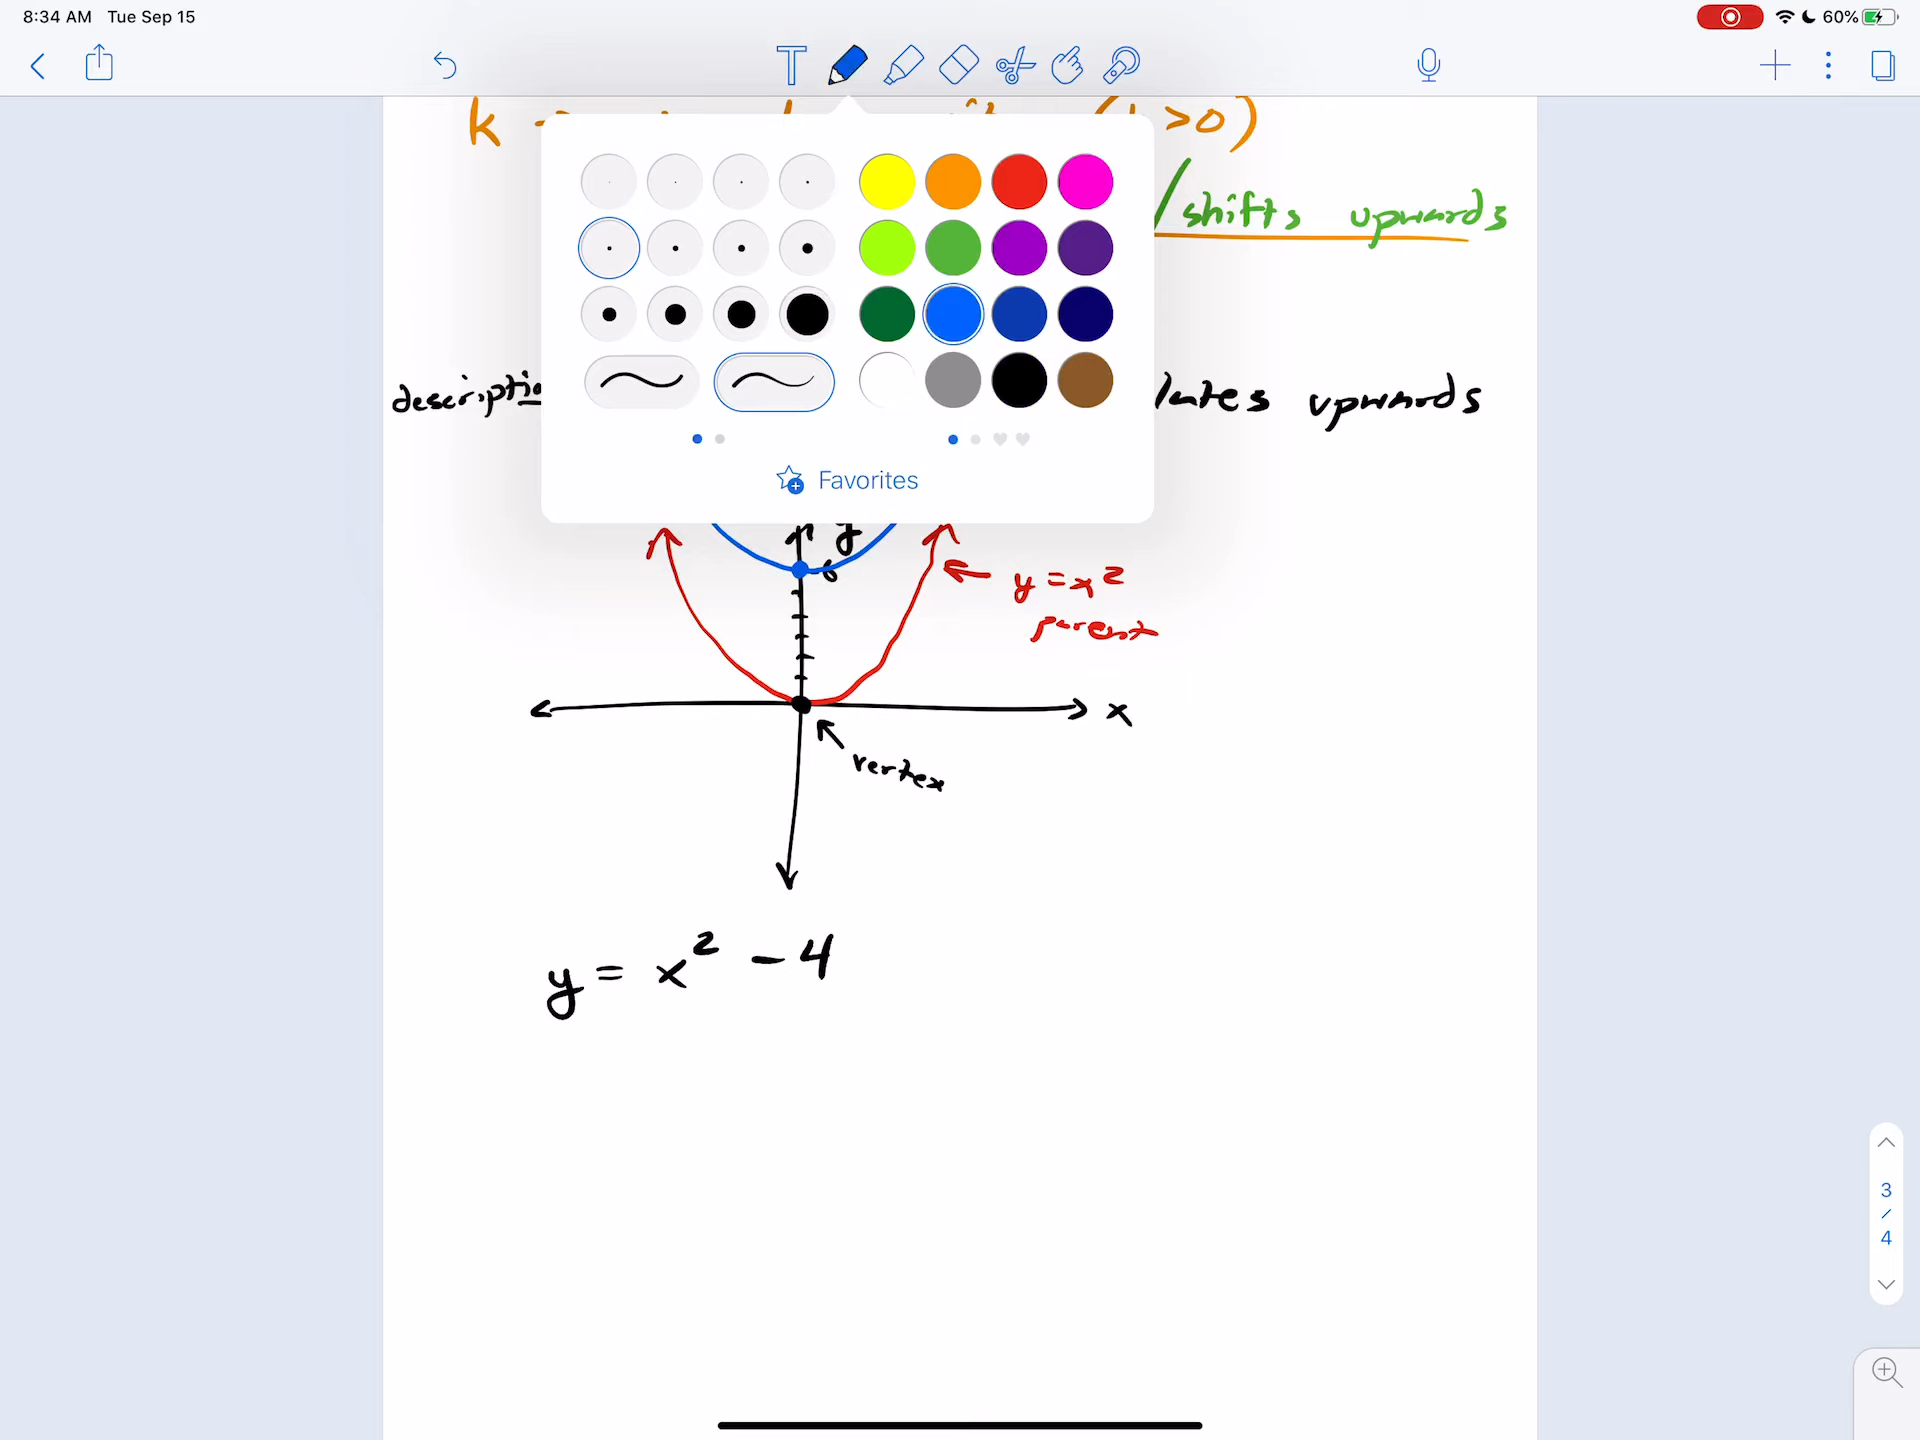 8:34 AM Tue Sep 15
60%
T
k
>0)
/shifts upwards
descriptio
lates upwards
Favorites
y
6
y = x²
parent
x
vertex
y = x² - 4
3
/
4